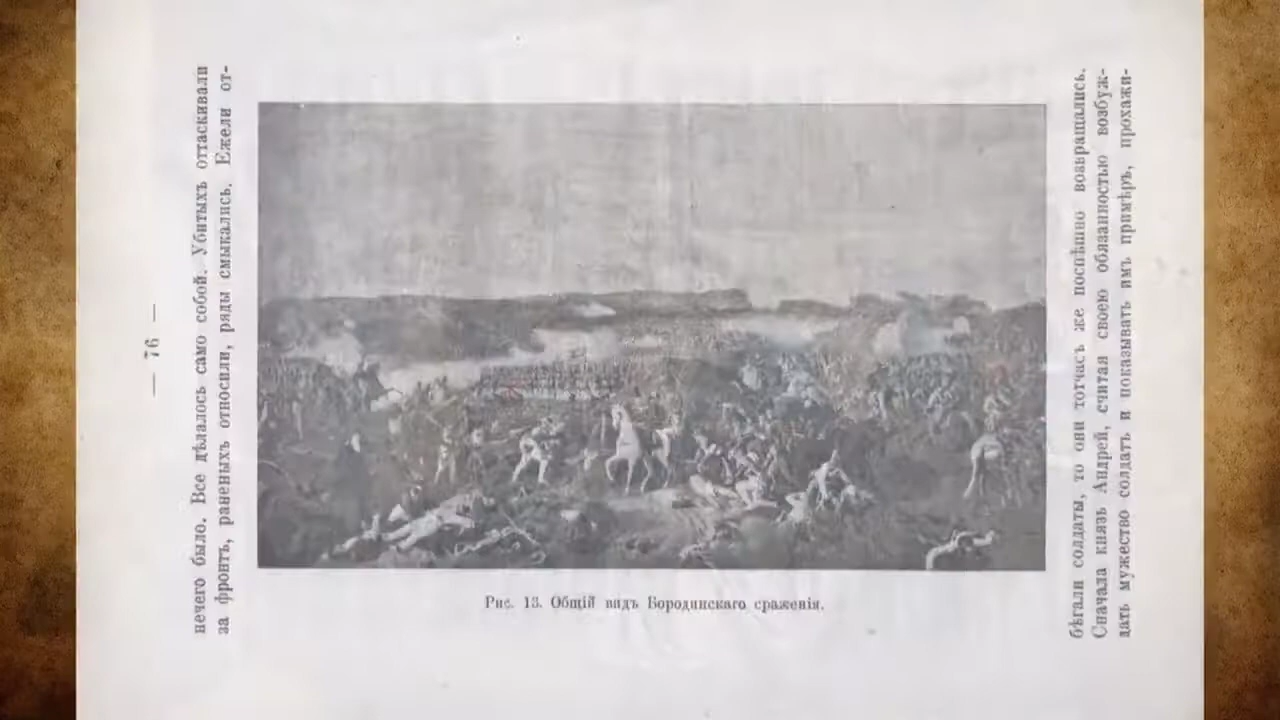 — 76 —
нечего было. Все дѣлалось само собой. Убитыхъ оттаскивали
за фронтъ, раненыхъ относили, ряды смыкались. Ежели от-
Рис. 13. Общій видъ Бородинскаго сраженія.
бѣгали солдаты, то они тотчасъ же поспѣшно возвращались.
Сначала князь Андрей, считая своею обязанностью возбуж-
дать мужество солдатъ и показывать имъ примѣръ, прохажи-